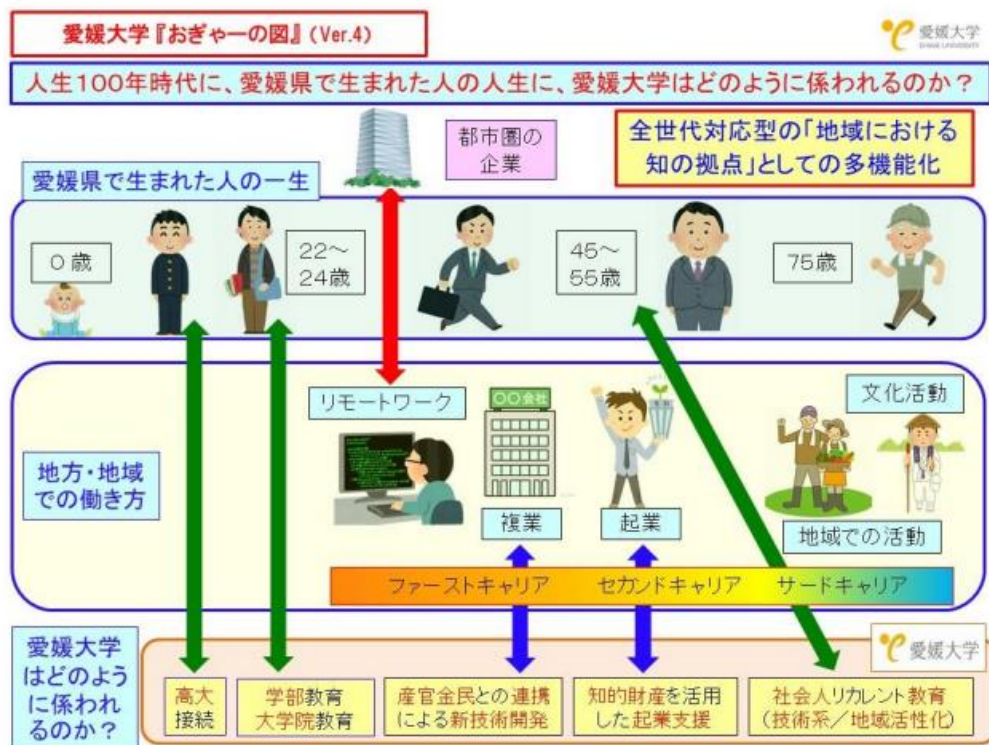 愛媛大学『おぎゃーの図』(Ver.4)
愛媛大学
EHIME UNIVERSITY
人生100年時代に、愛媛県で生まれた人の人生に、愛媛大学はどのように係われるのか?
都市圏の
企業
全世代対応型の「地域における
知の拠点」としての多機能化
愛媛県で生まれた人の一生
0歳
22~
24歳
45~
55歳
75歳
地方・地域
での働き方
リモートワーク
〇〇会社
複業
起業
文化活動
地域での活動
ファーストキャリア
セカンドキャリア
サードキャリア
愛媛大学
はどのよう
に係われ
るのか?
愛媛大学
高大
接続
学部教育
大学院教育
産官金民との連携
による新技術開発
知的財産を活用
した起業支援
社会人リカレント教育
(技術系/地域活性化)